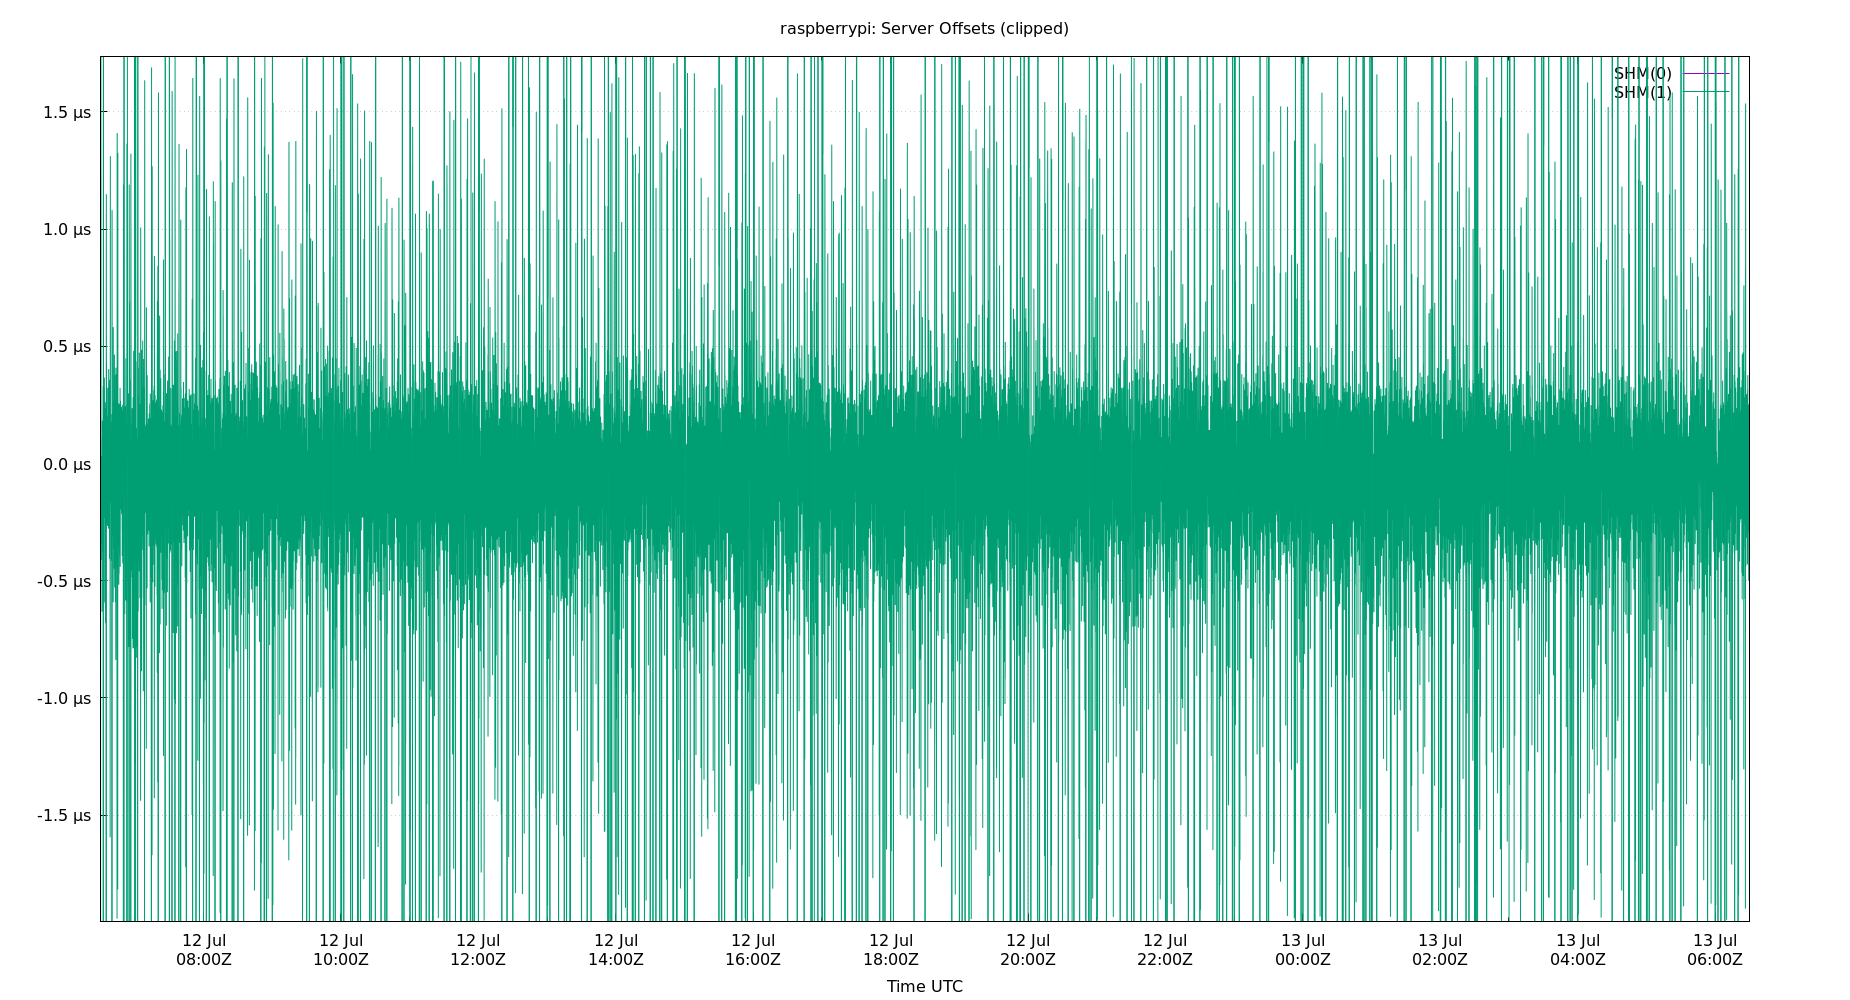 raspberrypi: Server Offsets (clipped)
SHM(0)
SHM(1)
1.5 µs
1.0 µs
0.5 µs
0.0 µs
-0.5 µs
-1.0 µs
-1.5 µs
12 Jul 12 Jul 12 Jul 12 Jul 12 Jul 12 Jul 12 Jul 12 Jul 13 Jul 13 Jul 13 Jul 13 Jul
08:00Z 10:00Z 12:00Z 14:00Z 16:00Z 18:00Z 20:00Z 22:00Z 00:00Z 02:00Z 04:00Z 06:00Z
Time UTC